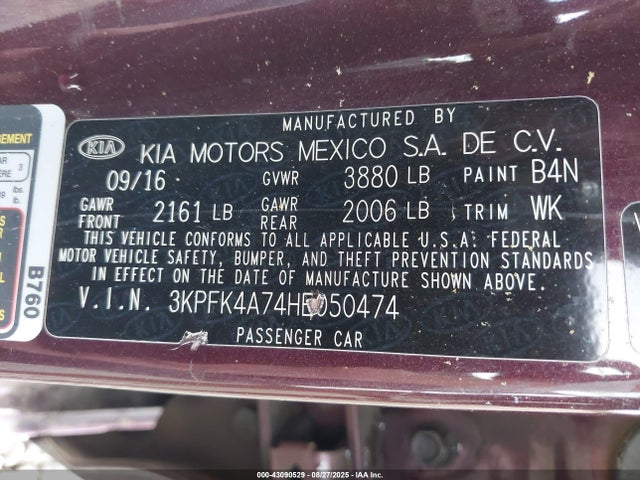 MANUFACTURED BY
KIA KIA MOTORS MEXICO S.A. DE C.V.
09/16 GVWR 3880 LB PAINT B4N
GAWR FRONT 2161 LB GAWR REAR 2006 LB TRIM WK
THIS VEHICLE CONFORMS TO ALL APPLICABLE U.S.A. FEDERAL
MOTOR VEHICLE SAFETY, BUMPER, AND THEFT PREVENTION STANDARDS
IN EFFECT ON THE DATE OF MANUFACTURE SHOWN ABOVE.
V.I.N. 3KPFK4A74HE050474
PASSENGER CAR
B760
000-43090529 - 08/27/2025 - IAA Inc.